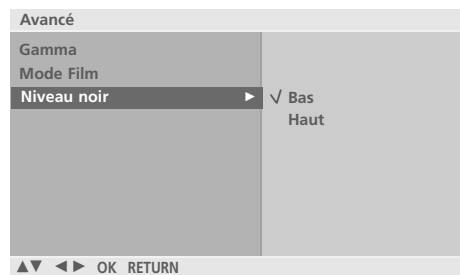 Avancé
Gamma
Mode Film
Niveau noir ►
√ Bas
Haut
▲▼ ◄► OK RETURN